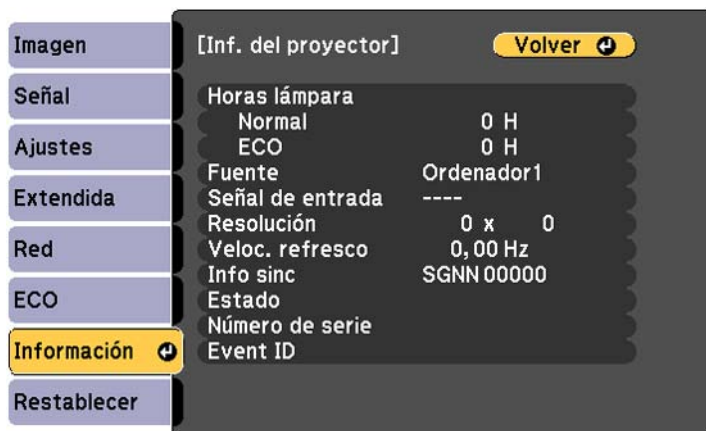 Imagen
Señal
Ajustes
Extendida
Red
ECO
Información
Restablecer
[Inf. del proyector]
Volver
Horas lámpara
Normal 0 H
ECO 0 H
Fuente Ordenador1
Señal de entrada ----
Resolución 0 x 0
Veloc. refresco 0,00 Hz
Info sinc SGNN00000
Estado
Número de serie
Event ID